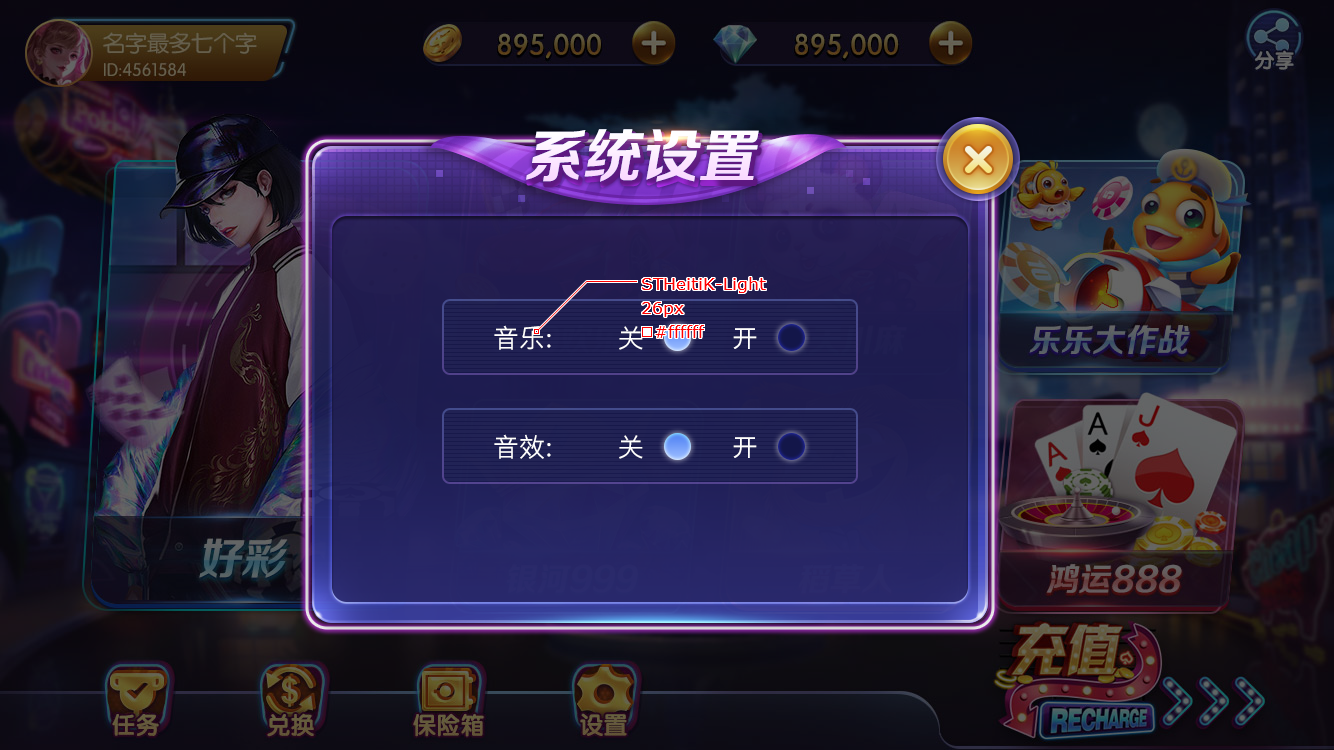 名字最多七个字
ID:4561584
895,000
895,000
分享
系统设置
STHeitiK-Light
26px
#ffffff
音乐:
关
开
音效:
关
开
好彩
乐乐大作战
A
A
J
鸿运888
充值
RECHARGE
任务
兑换
保险箱
设置